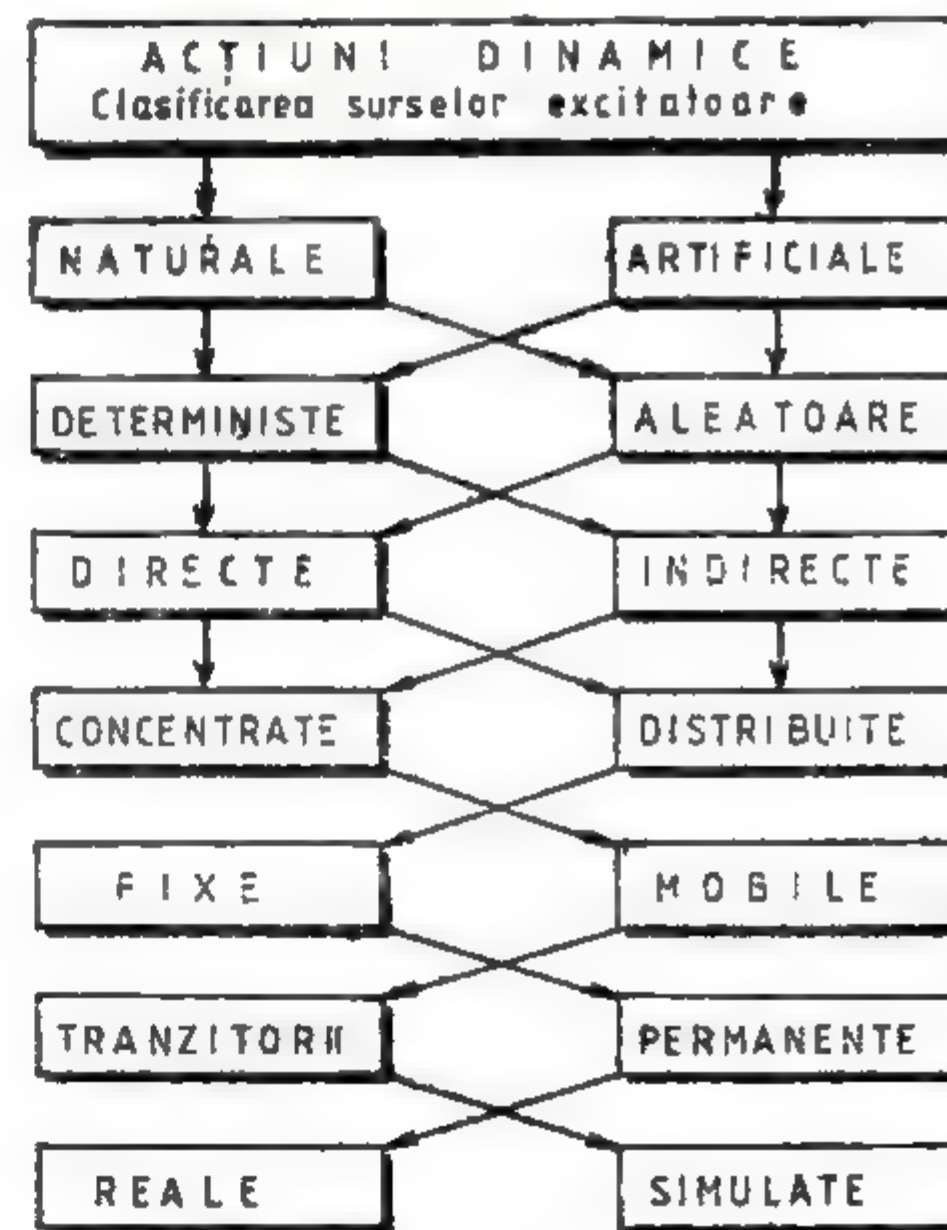 ACȚIUNI DINAMICE
Clasificarea surselor excitatoare
NATURALE ARTIFICIALE
DETERMINISTE ALEATOARE
DIRECTE INDIRECTE
CONCENTRATE DISTRIBUITE
FIXE MOBILE
TRANZITORII PERMANENTE
REALE SIMULATE